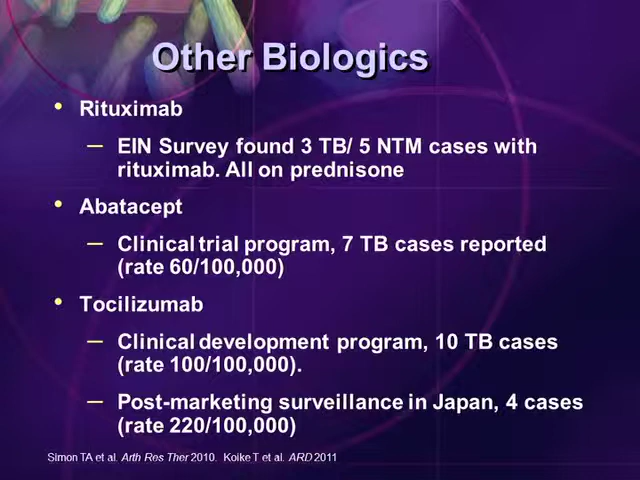 Other Biologics
• Rituximab
– EIN Survey found 3 TB/ 5 NTM cases with
rituximab. All on prednisone
• Abatacept
– Clinical trial program, 7 TB cases reported
(rate 60/100,000)
• Tocilizumab
– Clinical development program, 10 TB cases
(rate 100/100,000).
– Post-marketing surveillance in Japan, 4 cases
(rate 220/100,000)
Simon TA et al. Arth Res Ther 2010. Koike T et al. ARD 2011